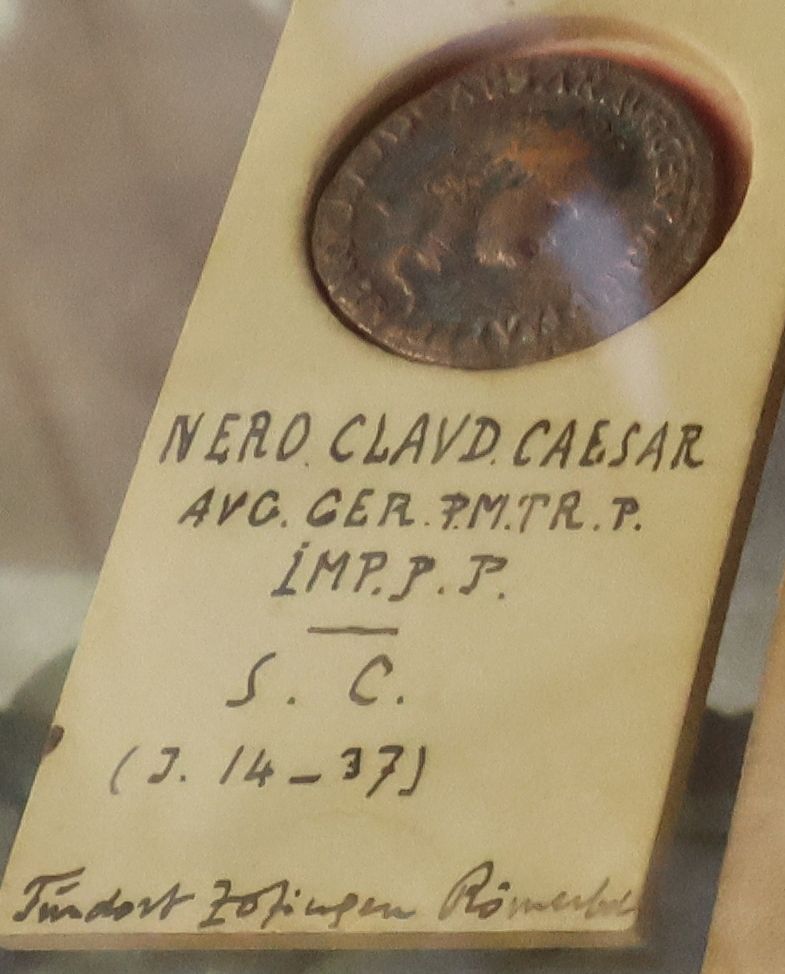 NERO. CLAVD. CAESAR
AVG. GER. P.M.TR.P.
IMP. P. P.
S. C.
(J. 14-37)
Fundort Zofingen